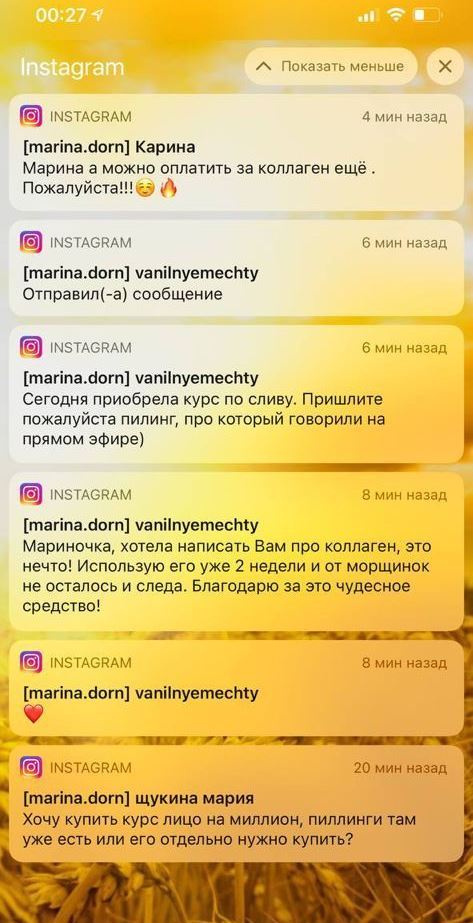 00:27
Instagram
Показать меньше
INSTAGRAM
4 мин назад
[marina.dorn] Карина
Марина а можно оплатить за коллаген ещё .
Пожалуйста!!!☺️🔥
INSTAGRAM
6 мин назад
[marina.dorn] vanilnyemechty
Отправил(-а) сообщение
INSTAGRAM
6 мин назад
[marina.dorn] vanilnyemechty
Сегодня приобрела курс по сливу. Пришлите
пожалуйста пилинг, про который говорили на
прямом эфире)
INSTAGRAM
8 мин назад
[marina.dorn] vanilnyemechty
Мариночка, хотела написать Вам про коллаген, это
нечто! Использую его уже 2 недели и от морщинок
не осталось и следа. Благодарю за это чудесное
средство!
INSTAGRAM
8 мин назад
[marina.dorn] vanilnyemechty
❤️
INSTAGRAM
20 мин назад
[marina.dorn] щукина мария
Хочу купить курс лицо на миллион, пиллинги там
уже есть или его отдельно нужно купить?